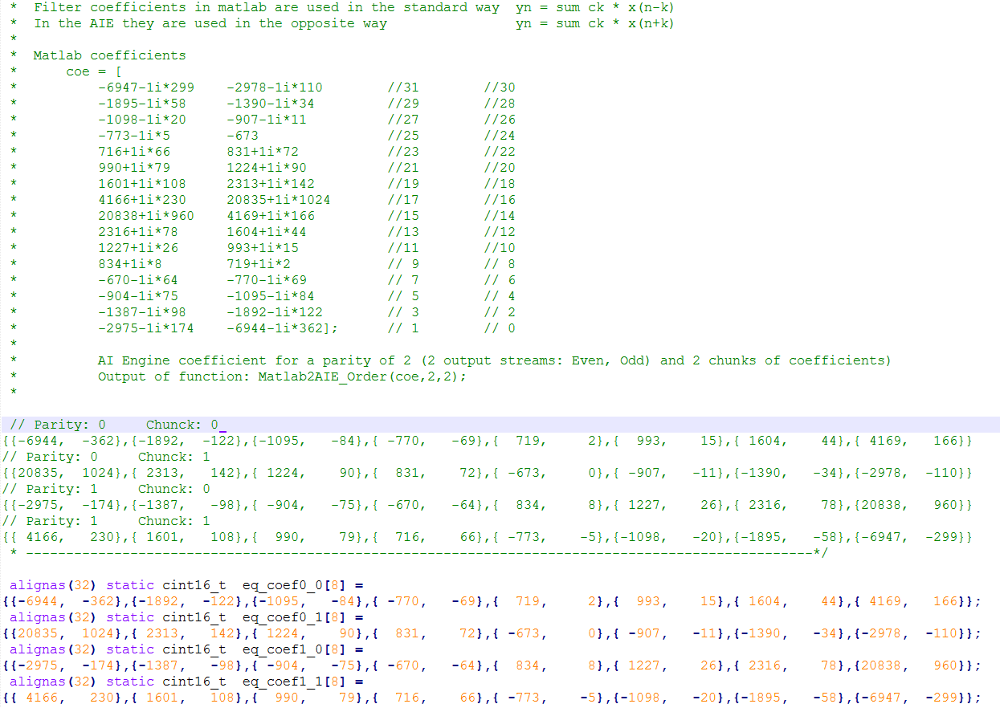 *  Filter coefficients in matlab are used in the standard way  yn = sum ck * x(n-k)
*  In the AIE they are used in the opposite way                yn = sum ck * x(n+k)
*
*  Matlab coefficients
*      coe = [
*          -6947-1i*299    -2978-1i*110        //31        //30
*          -1895-1i*58     -1390-1i*34         //29        //28
*          -1098-1i*20     -907-1i*11          //27        //26
*          -773-1i*5       -673                //25        //24
*          716+1i*66       831+1i*72           //23        //22
*          990+1i*79       1224+1i*90          //21        //20
*          1601+1i*108     2313+1i*142         //19        //18
*          4166+1i*230     20835+1i*1024       //17        //16
*          20838+1i*960    4169+1i*166         //15        //14
*          2316+1i*78      1604+1i*44          //13        //12
*          1227+1i*26      993+1i*15           //11        //10
*          834+1i*8        719+1i*2            // 9        // 8
*          -670-1i*64      -770-1i*69          // 7        // 6
*          -904-1i*75      -1095-1i*84         // 5        // 4
*          -1387-1i*98     -1892-1i*122        // 3        // 2
*          -2975-1i*174    -6944-1i*362];      // 1        // 0
*
*          AI Engine coefficient for a parity of 2 (2 output streams: Even, Odd) and 2 chunks of coefficients)
*          Output of function: Matlab2AIE_Order(coe,2,2);
*
// Parity: 0     Chunck: 0
{{-6944,  -362},{-1892,  -122},{-1095,   -84},{ -770,   -69},{  719,     2},{  993,    15},{ 1604,    44},{ 4169,   166}}
// Parity: 0     Chunck: 1
{{20835,  1024},{ 2313,   142},{ 1224,    90},{  831,    72},{ -673,     0},{ -907,   -11},{-1390,   -34},{-2978,  -110}}
// Parity: 1     Chunck: 0
{{-2975,  -174},{-1387,   -98},{ -904,   -75},{ -670,   -64},{  834,     8},{ 1227,    26},{ 2316,    78},{20838,   960}}
// Parity: 1     Chunck: 1
{{ 4166,   230},{ 1601,   108},{  990,    79},{  716,    66},{ -773,    -5},{-1098,   -20},{-1895,   -58},{-6947,  -299}}
* --------------------------------------------------------------------------------------------------*/
alignas(32) static cint16_t  eq_coef0_0[8] =
{{-6944,  -362},{-1892,  -122},{-1095,   -84},{ -770,   -69},{  719,     2},{  993,    15},{ 1604,    44},{ 4169,   166}};
alignas(32) static cint16_t  eq_coef0_1[8] =
{{20835,  1024},{ 2313,   142},{ 1224,    90},{  831,    72},{ -673,     0},{ -907,   -11},{-1390,   -34},{-2978,  -110}};
alignas(32) static cint16_t  eq_coef1_0[8] =
{{-2975,  -174},{-1387,   -98},{ -904,   -75},{ -670,   -64},{  834,     8},{ 1227,    26},{ 2316,    78},{20838,   960}};
alignas(32) static cint16_t  eq_coef1_1[8] =
{{ 4166,   230},{ 1601,   108},{  990,    79},{  716,    66},{ -773,    -5},{-1098,   -20},{-1895,   -58},{-6947,  -299}};